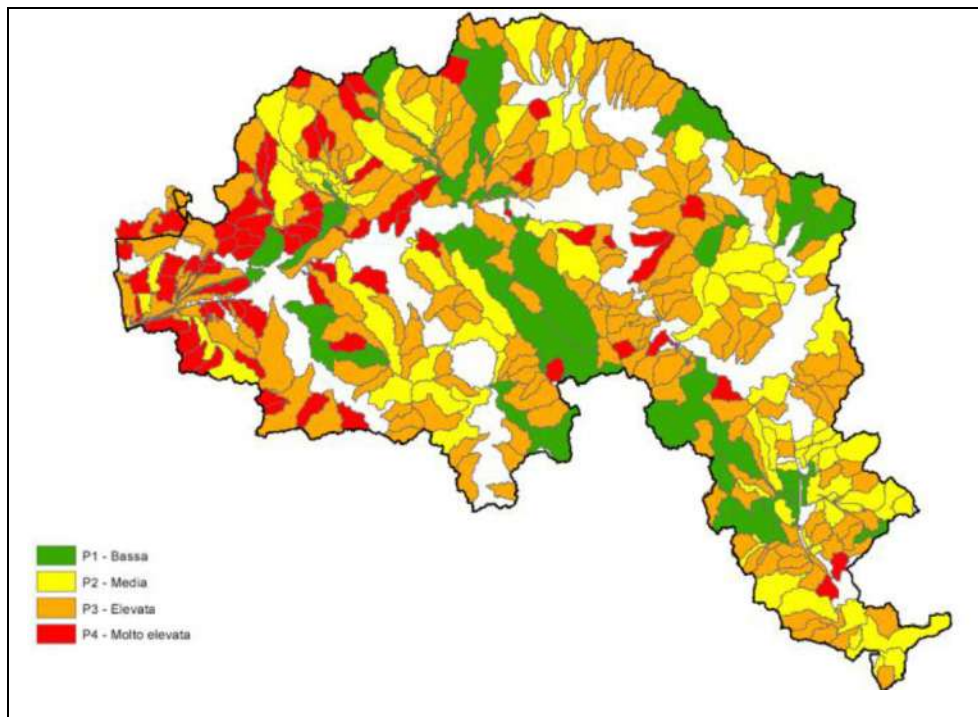 P1 - Bassa
P2 - Media
P3 - Elevata
P4 - Molto elevata